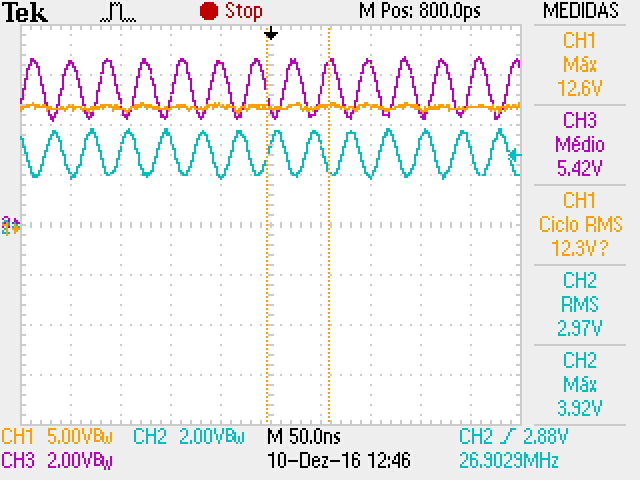 Tek Stop M Pos: 800.0ps MEDIDAS
CH1
Máx
12.6V
CH3
Médio
5.42V
CH1
Ciclo RMS
12.3V?
CH2
RMS
2.97V
CH2
Máx
3.92V
CH1 5.00VBw CH2 2.00VBw M 50.0ns CH2 2.88V
CH3 2.00VBw 10-Dez-16 12:46 26.9029MHz